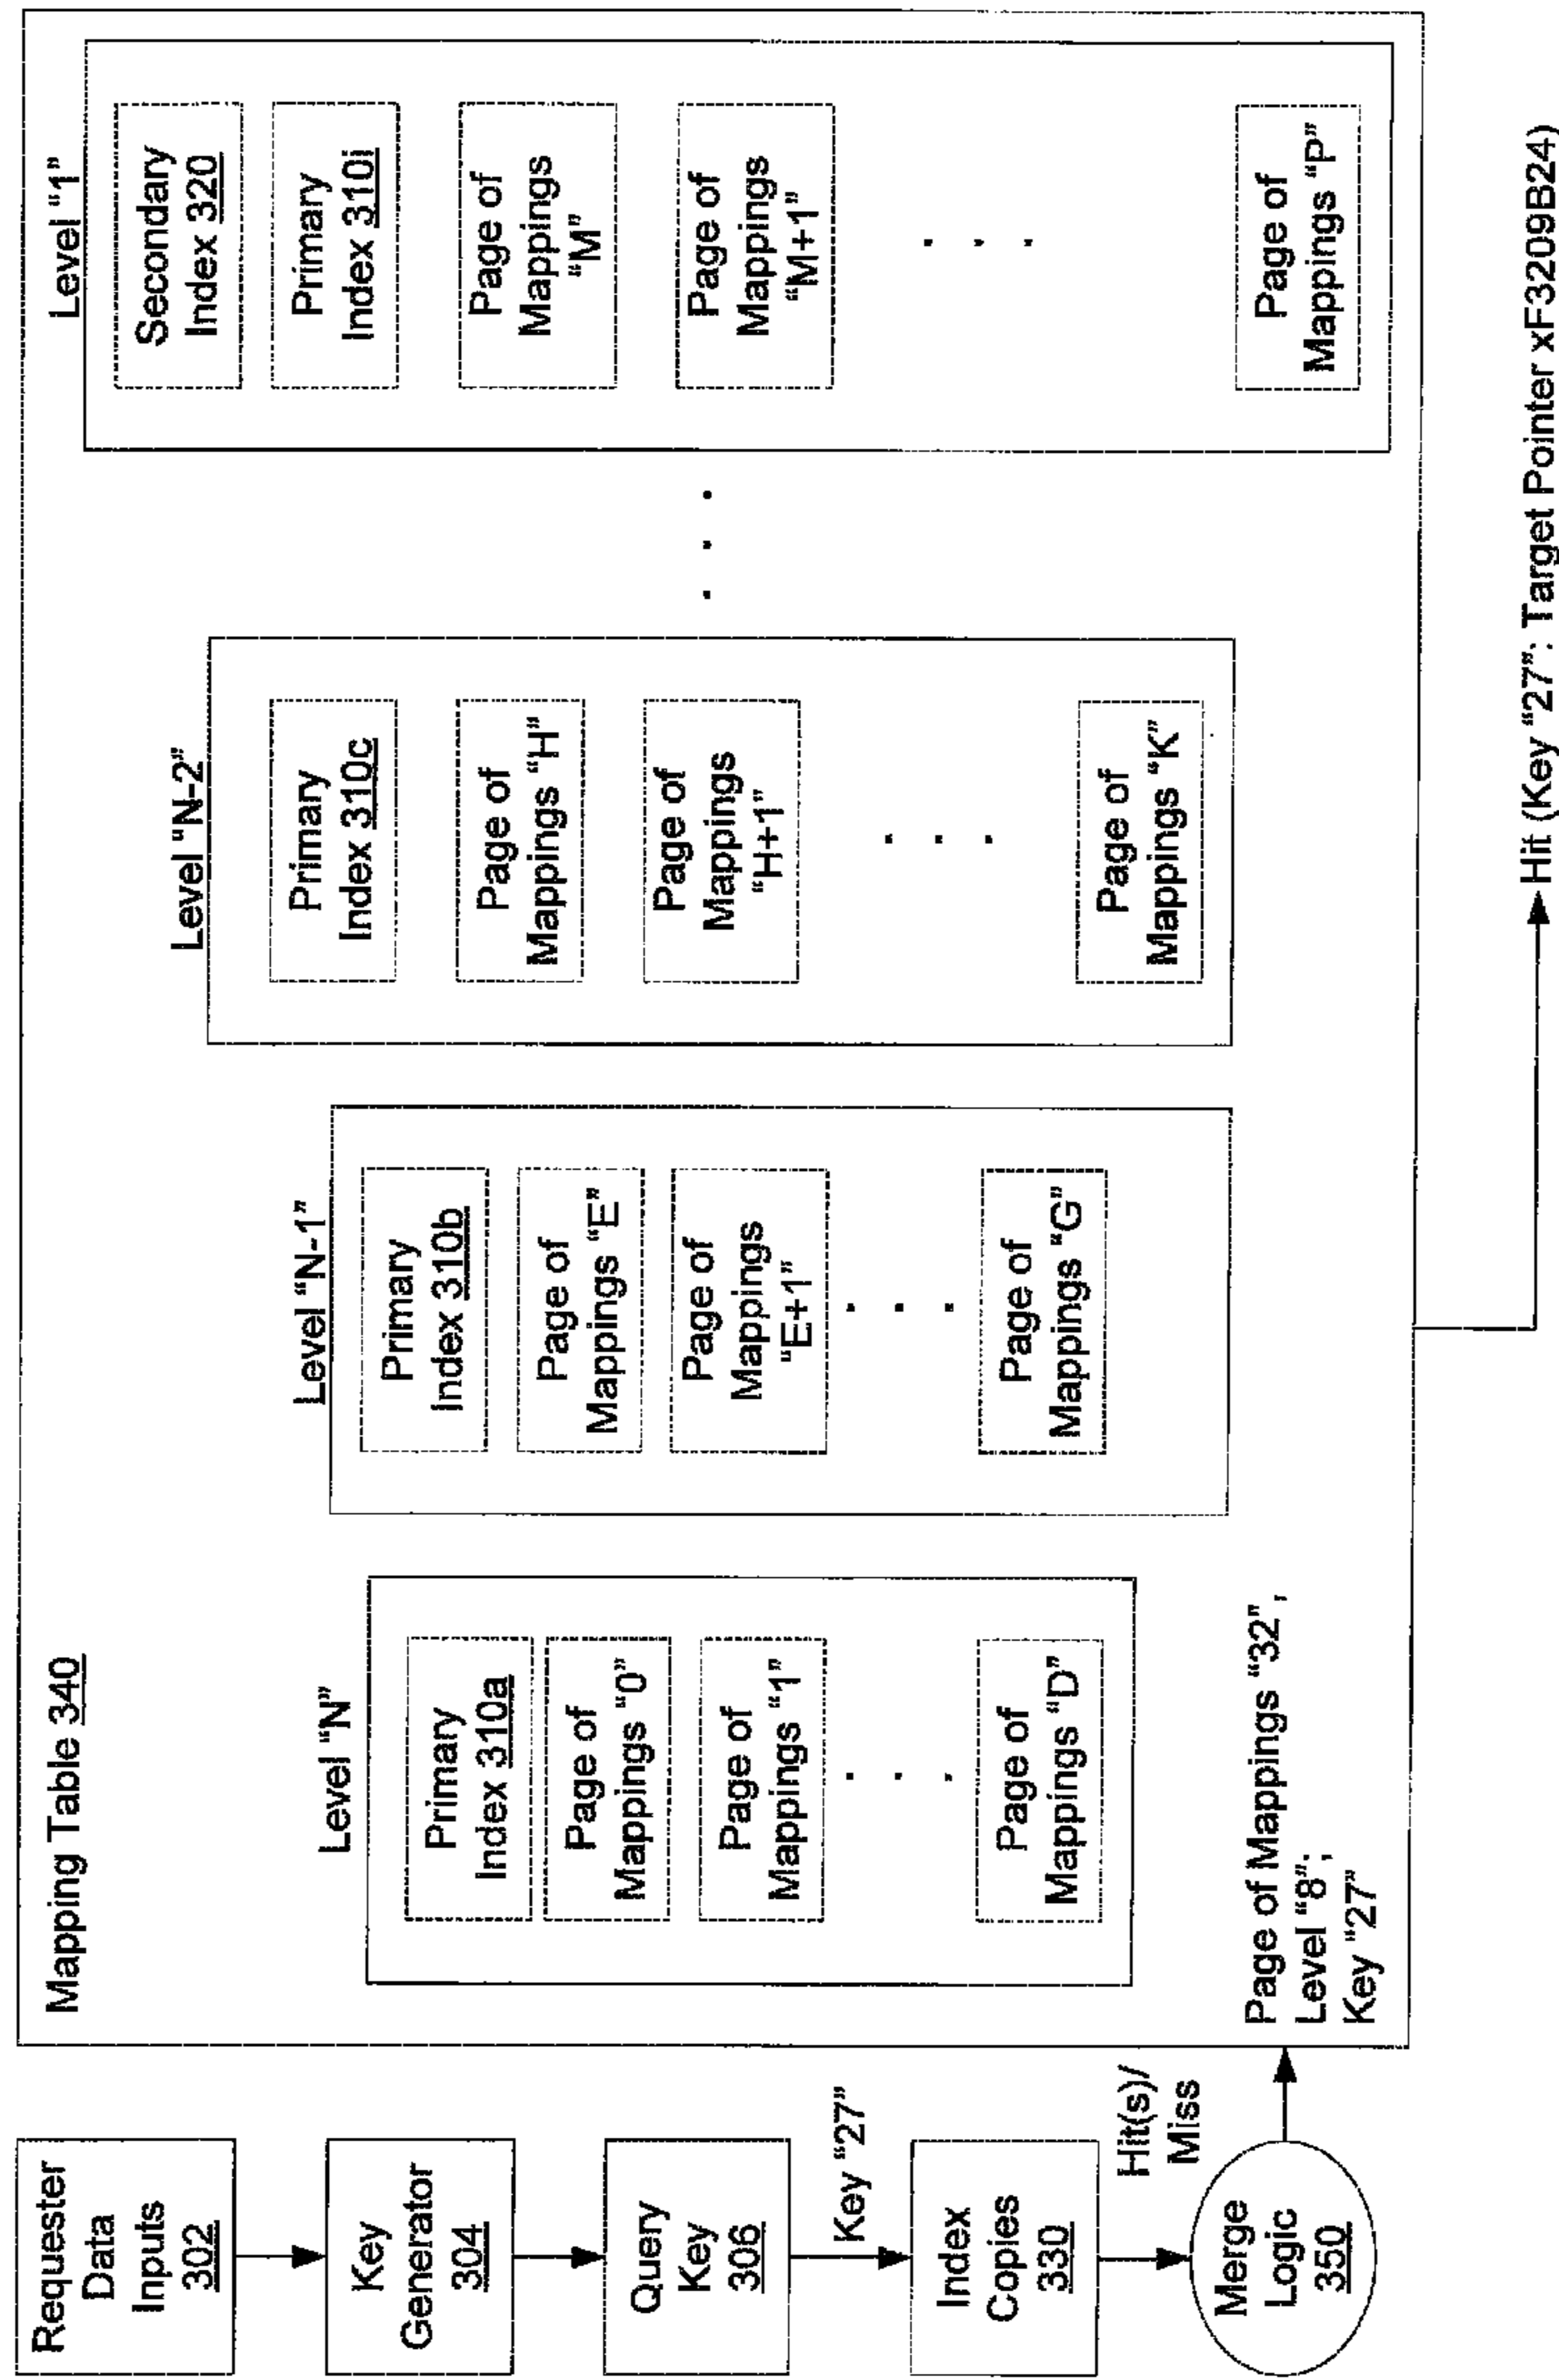 Requester
Data
Inputs
302
Key
Generator
304
Query
Key
306
Key “27”
Index
Copies
330
Hit(s)/
Miss
Merge
Logic
350
Mapping Table 340
Level “N”
Primary
Index 310a
Page of
Mappings “0”
Page of
Mappings “1”
. . .
Page of
Mappings “D”
Page of Mappings “32”,
Level “8”;
Key “27”
Level “N-1”
Primary
Index 310b
Page of
Mappings “E”
Page of
Mappings
“E+1”
. . .
Page of
Mappings “G”
Level “N-2”
Primary
Index 310c
Page of
Mappings “H”
Page of
Mappings
“H+1”
. . .
Page of
Mappings “K”
. . .
Level “1”
Secondary
Index 320
Primary
Index 310i
Page of
Mappings
“M”
Page of
Mappings
“M+1”
. . .
Page of
Mappings “P”
Hit (Key “27”: Target Pointer xF3209B24)